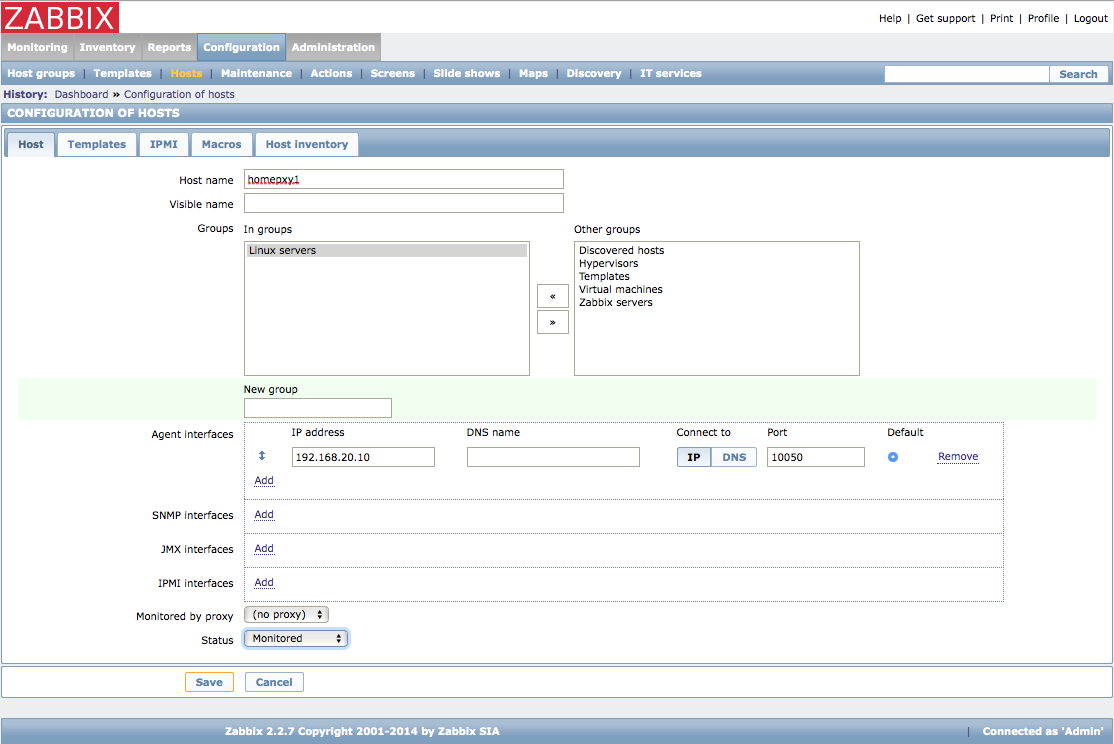 ZABBIX
Help | Get support | Print | Profile | Logout
Monitoring Inventory Reports Configuration Administration
Host groups | Templates | Hosts | Maintenance | Actions | Screens | Slide shows | Maps | Discovery | IT services Search
History: Dashboard » Configuration of hosts
CONFIGURATION OF HOSTS
Host Templates IPMI Macros Host inventory
Host name homepxy1
Visible name
Groups In groups Other groups
Linux servers Discovered hosts
Hypervisors
Templates
Virtual machines
« Zabbix servers
»
New group
Agent interfaces IP address DNS name Connect to Port Default
192.168.20.10 IP DNS 10050 Remove
Add
SNMP interfaces Add
JMX interfaces Add
IPMI interfaces Add
Monitored by proxy (no proxy)
Status Monitored
Save Cancel
Zabbix 2.2.7 Copyright 2001-2014 by Zabbix SIA | Connected as 'Admin'